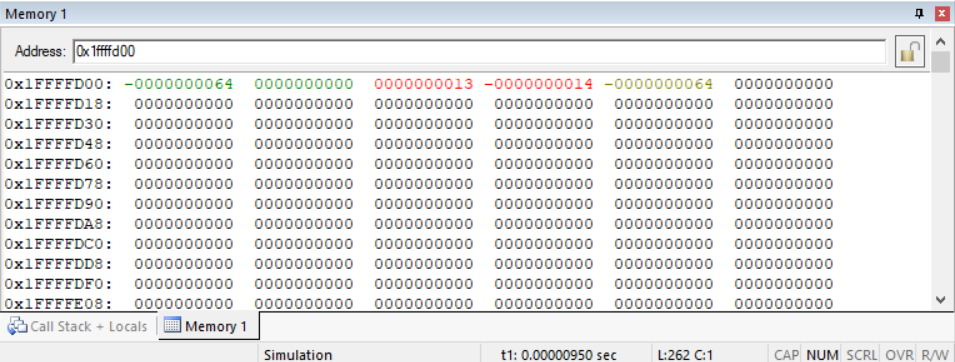 Memory 1
Address: 0x1ffffd00
0x1FFFFD00: -0000000064 0000000000 0000000013 -0000000014 -0000000064 0000000000
0x1FFFFD18: 0000000000 0000000000 0000000000 0000000000 0000000000 0000000000
0x1FFFFD30: 0000000000 0000000000 0000000000 0000000000 0000000000 0000000000
0x1FFFFD48: 0000000000 0000000000 0000000000 0000000000 0000000000 0000000000
0x1FFFFD60: 0000000000 0000000000 0000000000 0000000000 0000000000 0000000000
0x1FFFFD78: 0000000000 0000000000 0000000000 0000000000 0000000000 0000000000
0x1FFFFD90: 0000000000 0000000000 0000000000 0000000000 0000000000 0000000000
0x1FFFFDA8: 0000000000 0000000000 0000000000 0000000000 0000000000 0000000000
0x1FFFFDC0: 0000000000 0000000000 0000000000 0000000000 0000000000 0000000000
0x1FFFFDD8: 0000000000 0000000000 0000000000 0000000000 0000000000 0000000000
0x1FFFFDF0: 0000000000 0000000000 0000000000 0000000000 0000000000 0000000000
0x1FFFFE08: 0000000000 0000000000 0000000000 0000000000 0000000000 0000000000
Call Stack + Locals Memory 1
Simulation t1: 0.00000950 sec L:262 C:1 CAP NUM SCRL OVR R/W